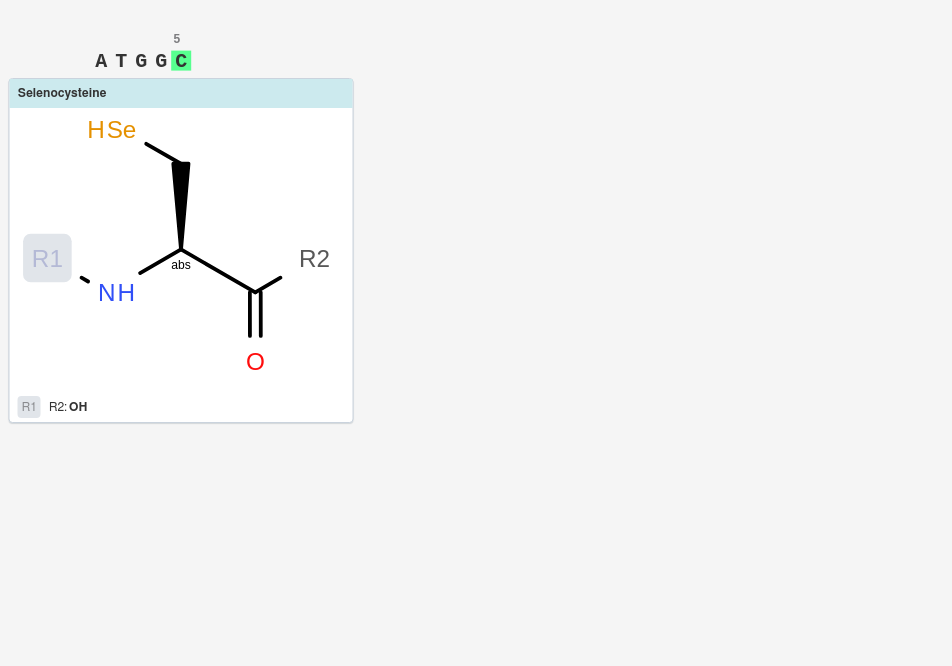 5
A T G G C
Selenocysteine
HSe
R1
R2
abs
NH
O
R1 R2: OH